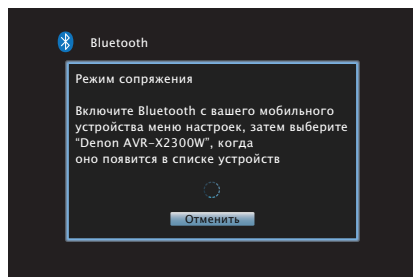 Bluetooth
Режим сопряжения
Включите Bluetooth с вашего мобильного
устройства меню настроек, затем выберите
“Denon AVR-X2300W”, когда
оно появится в списке устройств
Отменить